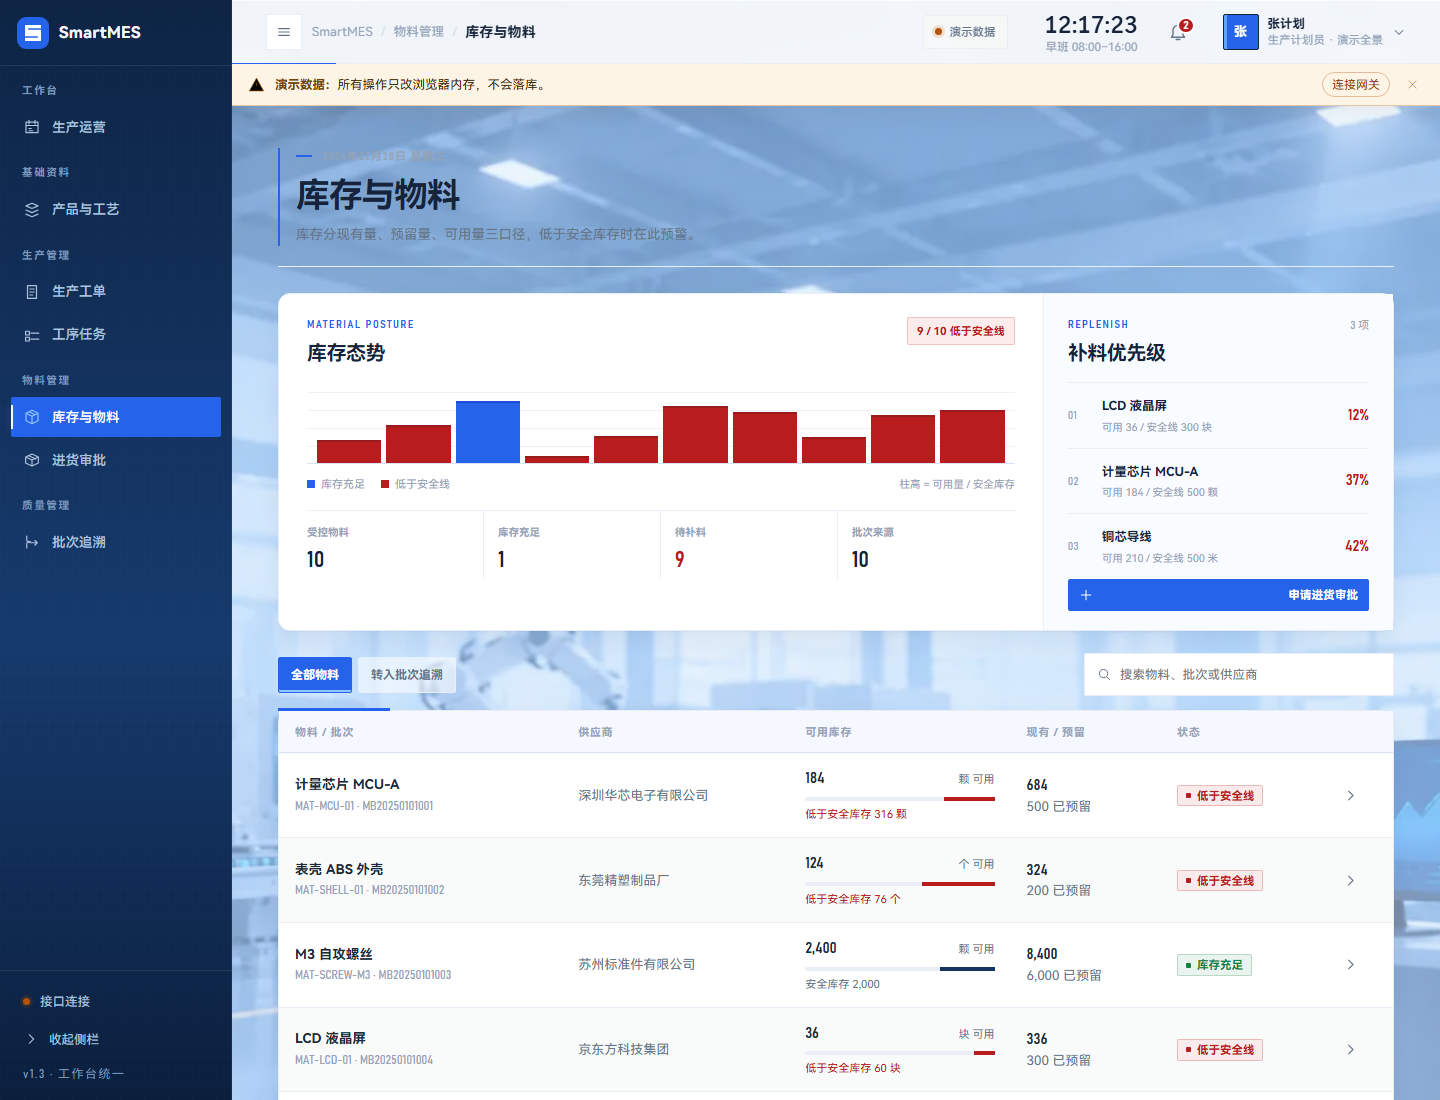 SmartMES
工作台
生产运营
基础资料
产品与工艺
生产管理
生产工单
工序任务
物料管理
库存与物料
进货审批
质量管理
批次追溯
接口连接
收起侧栏
v1.3 · 工作台统一
SmartMES / 物料管理 / 库存与物料
演示数据
12:17:23
早班 08:00–16:00
2
张
张计划
生产计划员 · 演示全景
演示数据：所有操作只改浏览器内存，不会落库。
连接网关
库存与物料
库存分现有量、预留量、可用量三口径，低于安全库存时在此预警。
MATERIAL POSTURE
库存态势
9 / 10 低于安全线
库存充足
低于安全线
柱高 = 可用量 / 安全库存
受控物料
10
库存充足
1
待补料
9
批次来源
10
REPLENISH
补料优先级
3 项
01
LCD 液晶屏
可用 36 / 安全线 300 块
12%
02
计量芯片 MCU-A
可用 184 / 安全线 500 颗
37%
03
铜芯导线
可用 210 / 安全线 500 米
42%
申请进货审批
全部物料
转入批次追溯
搜索物料、批次或供应商
物料 / 批次 供应商 可用库存 现有 / 预留 状态
计量芯片 MCU-A
MAT-MCU-01 · MB20250101001
深圳华芯电子有限公司
184 颗 可用
低于安全库存 316 颗
684
500 已预留
低于安全线
表壳 ABS 外壳
MAT-SHELL-01 · MB20250101002
东莞精塑制品厂
124 个 可用
低于安全库存 76 个
324
200 已预留
低于安全线
M3 自攻螺丝
MAT-SCREW-M3 · MB20250101003
苏州标准件有限公司
2,400 颗 可用
安全库存 2,000
8,400
6,000 已预留
库存充足
LCD 液晶屏
MAT-LCD-01 · MB20250101004
京东方科技集团
36 块 可用
低于安全库存 60 块
336
300 已预留
低于安全线